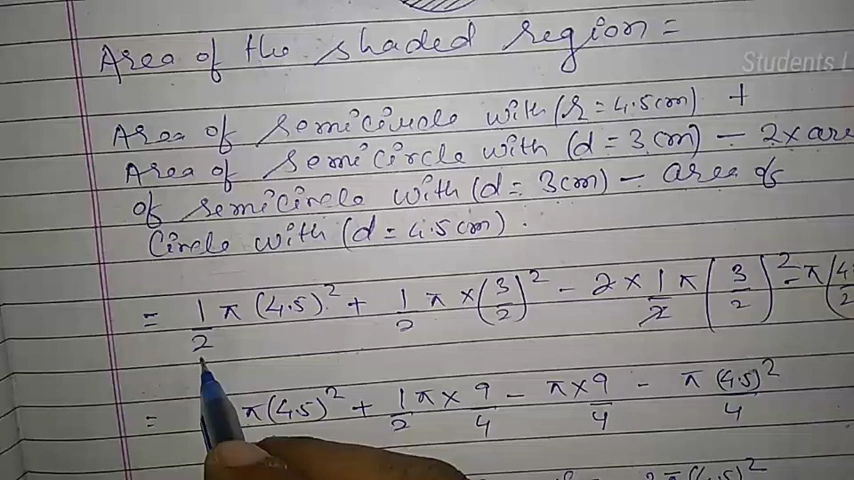 Area of the shaded region =
Students L
Area of semicircle with (r = 4.5cm) +
Area of semicircle with (d = 3 cm) - 2 x are
of semicircle with (d = 3cm) - area of
Circle with (d = 4.5cm).
= 1/2 π (4.5)² + 1/2 π × (3/2)² - 2 × 1/2 π (3/2)² - π (4.
= π(4.5)² + 1/2 π × 9/4 - π × 9/4 - π (4.5)²/4